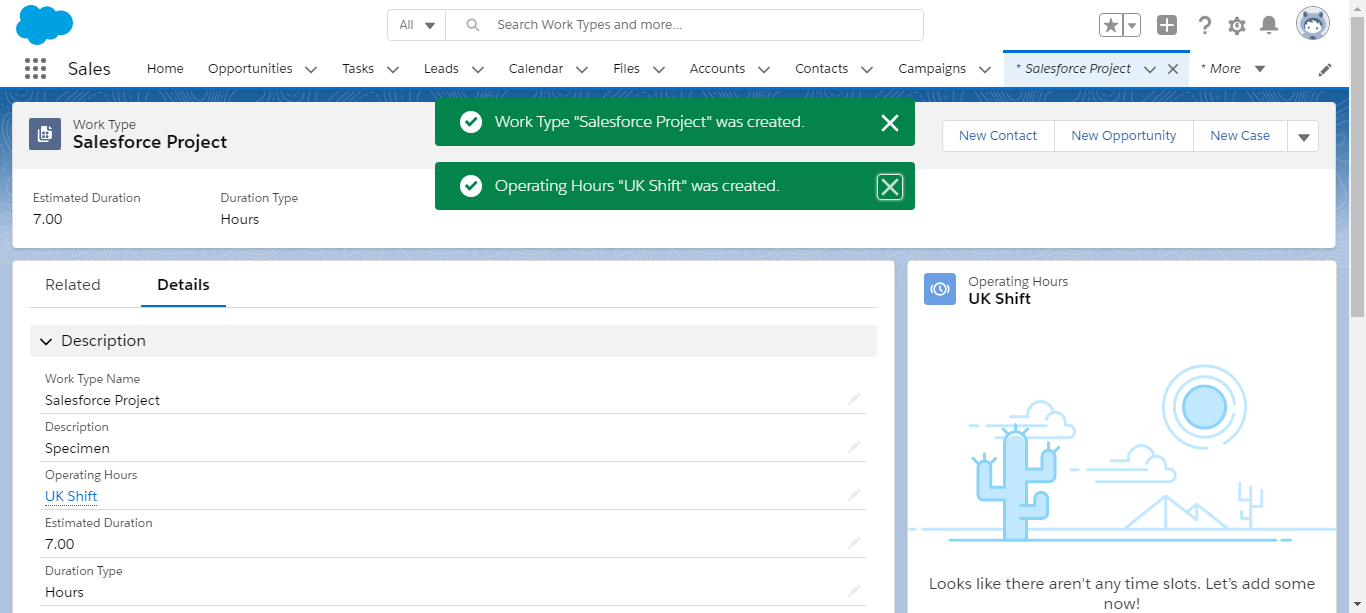 All
Search Work Types and more...
Sales
Home
Opportunities
Tasks
Leads
Calendar
Files
Accounts
Contacts
Campaigns
* Salesforce Project
* More
Work Type
Salesforce Project
Work Type "Salesforce Project" was created.
Operating Hours "UK Shift" was created.
New Contact
New Opportunity
New Case
Estimated Duration
7.00
Duration Type
Hours
Related
Details
Description
Work Type Name
Salesforce Project
Description
Specimen
Operating Hours
UK Shift
Estimated Duration
7.00
Duration Type
Hours
Operating Hours
UK Shift
Looks like there aren't any time slots. Let's add some
now!